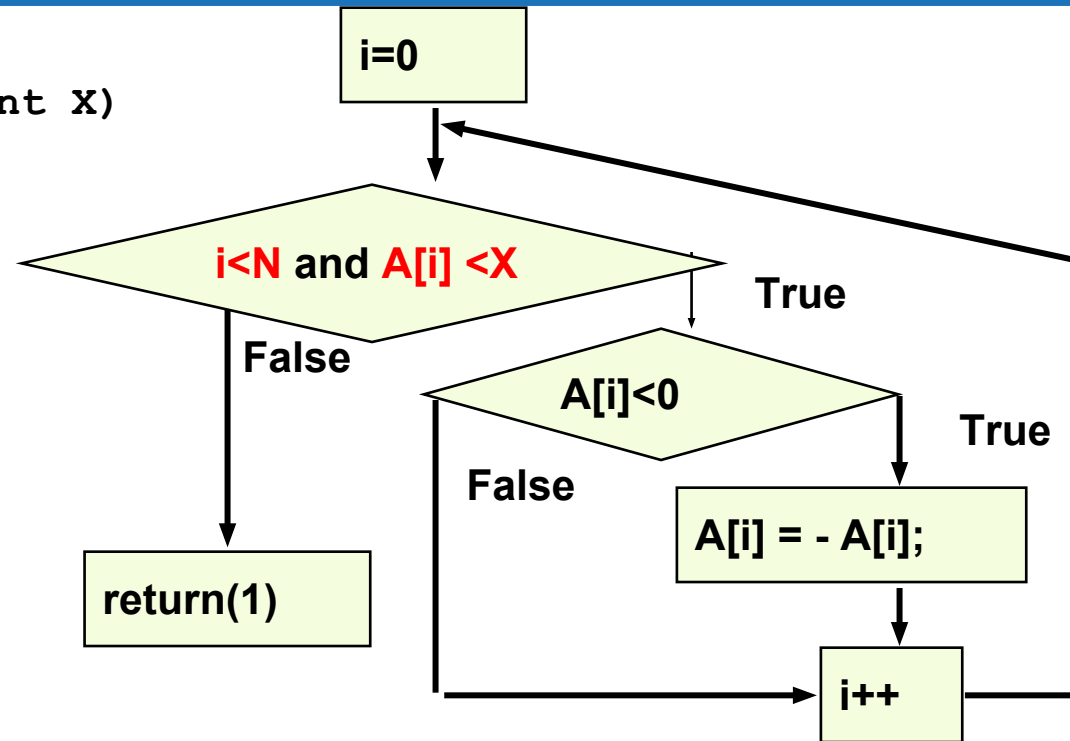 i=0
nt X)
i<N and A[i] <X
True
False
A[i]<0
True
False
A[i] = - A[i];
return(1)
i++